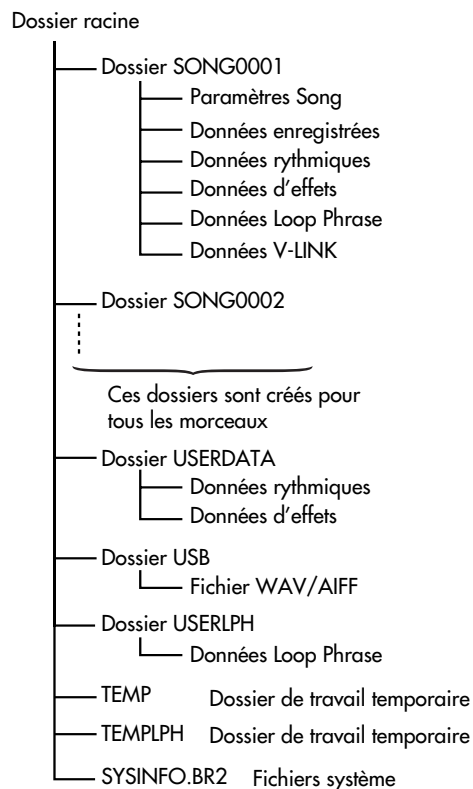 Dossier racine
Dossier SONG0001
Paramètres Song
Données enregistrées
Données rythmiques
Données d'effets
Données Loop Phrase
Données V-LINK
Dossier SONG0002
Ces dossiers sont créés pour
tous les morceaux
Dossier USERDATA
Données rythmiques
Données d'effets
Dossier USB
Fichier WAV/AIFF
Dossier USERLPH
Données Loop Phrase
TEMP Dossier de travail temporaire
TEMPLPH Dossier de travail temporaire
SYSINFO.BR2 Fichiers système